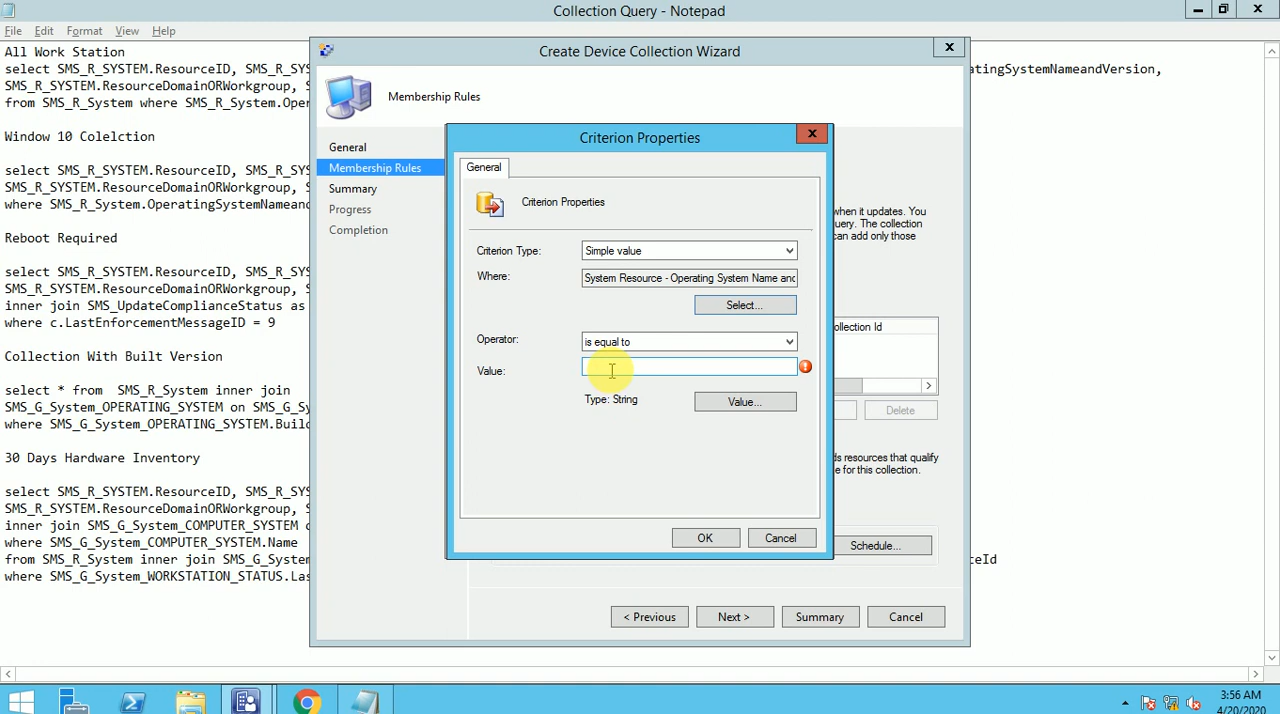 Collection Query - Notepad
File Edit Format View Help
All Work Station
select SMS_R_SYSTEM.ResourceID, SMS_R_SYS
SMS_R_SYSTEM.ResourceDomainORWorkgroup, S
from SMS_R_System where SMS_R_System.Oper
atingSystemNameandVersion,
Window 10 Colelction
select SMS_R_SYSTEM.ResourceID, SMS_R_SYS
SMS_R_SYSTEM.ResourceDomainORWorkgroup, S
where SMS_R_System.OperatingSystemNameand
Reboot Required
select SMS_R_SYSTEM.ResourceID, SMS_R_SYS
SMS_R_SYSTEM.ResourceDomainORWorkgroup, S
inner join SMS_UpdateComplianceStatus as
where c.LastEnforcementMessageID = 9
Collection With Built Version
select * from SMS_R_System inner join
SMS_G_System_OPERATING_SYSTEM on SMS_G_S
where SMS_G_System_OPERATING_SYSTEM.Buil
30 Days Hardware Inventory
select SMS_R_SYSTEM.ResourceID, SMS_R_SYS
SMS_R_SYSTEM.ResourceDomainORWorkgroup, S
inner join SMS_G_System_COMPUTER_SYSTEM o
where SMS_G_System_COMPUTER_SYSTEM.Name
from SMS_R_System inner join SMS_G_System
where SMS_G_System_WORKSTATION_STATUS.Las
ceId
Create Device Collection Wizard
Membership Rules
General
Membership Rules
Summary
Progress
Completion
when it updates. You
uery. The collection
can add only those
ollection Id
Delete
ds resources that qualify
e for this collection.
Schedule...
< Previous
Next >
Summary
Cancel
Criterion Properties
General
Criterion Properties
Criterion Type: Simple value
Where: System Resource - Operating System Name and
Select...
Operator: is equal to
Value:
Type: String
Value...
OK
Cancel
3:56 AM
4/20/2020